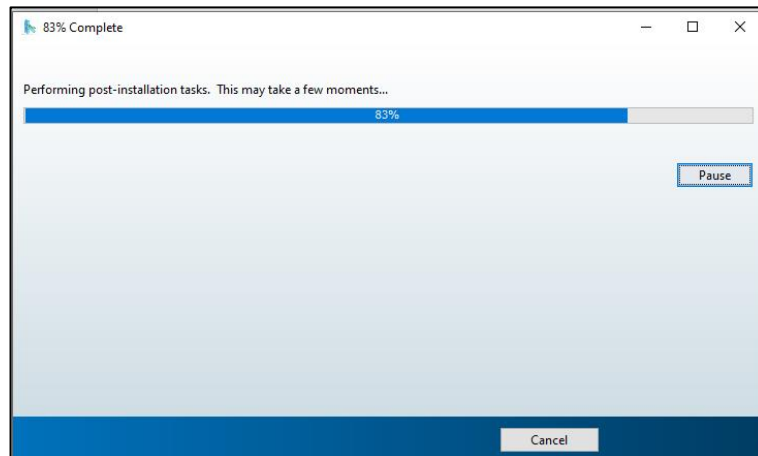 83% Complete
Performing post-installation tasks.  This may take a few moments...
83%
Pause
Cancel